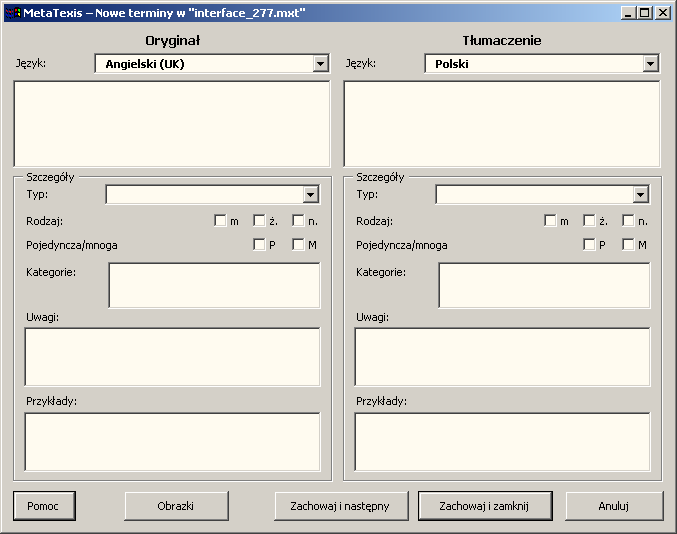 MetaTexis – Nowe terminy w "interface_277.mxt"
Oryginał Tłumaczenie
Język: Angielski (UK) Język: Polski
Szczegóły Szczegóły
Typ: Typ:
Rodzaj: m ż. n. Rodzaj: m ż. n.
Pojedyncza/mnoga P M Pojedyncza/mnoga P M
Kategorie: Kategorie:
Uwagi: Uwagi:
Przykłady: Przykłady:
Pomoc Obrazki Zachowaj i następny Zachowaj i zamknij Anuluj